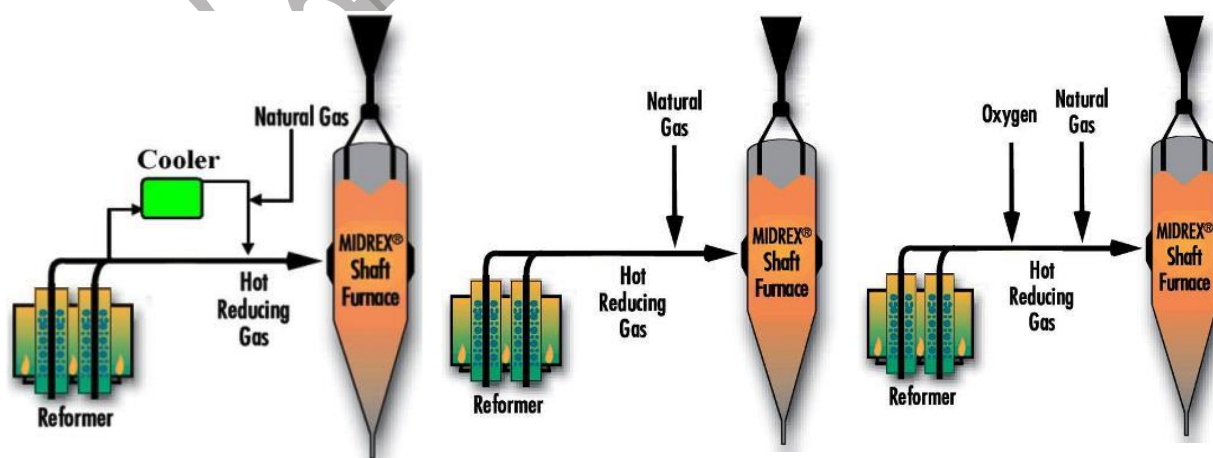 Natural Gas
Cooler
MIDREX®
Shaft
Furnace
Hot
Reducing
Gas
Reformer
Natural
Gas
MIDREX®
Shaft
Furnace
Hot
Reducing
Gas
Reformer
Oxygen
Natural
Gas
MIDREX®
Shaft
Furnace
Hot
Reducing
Gas
Reformer